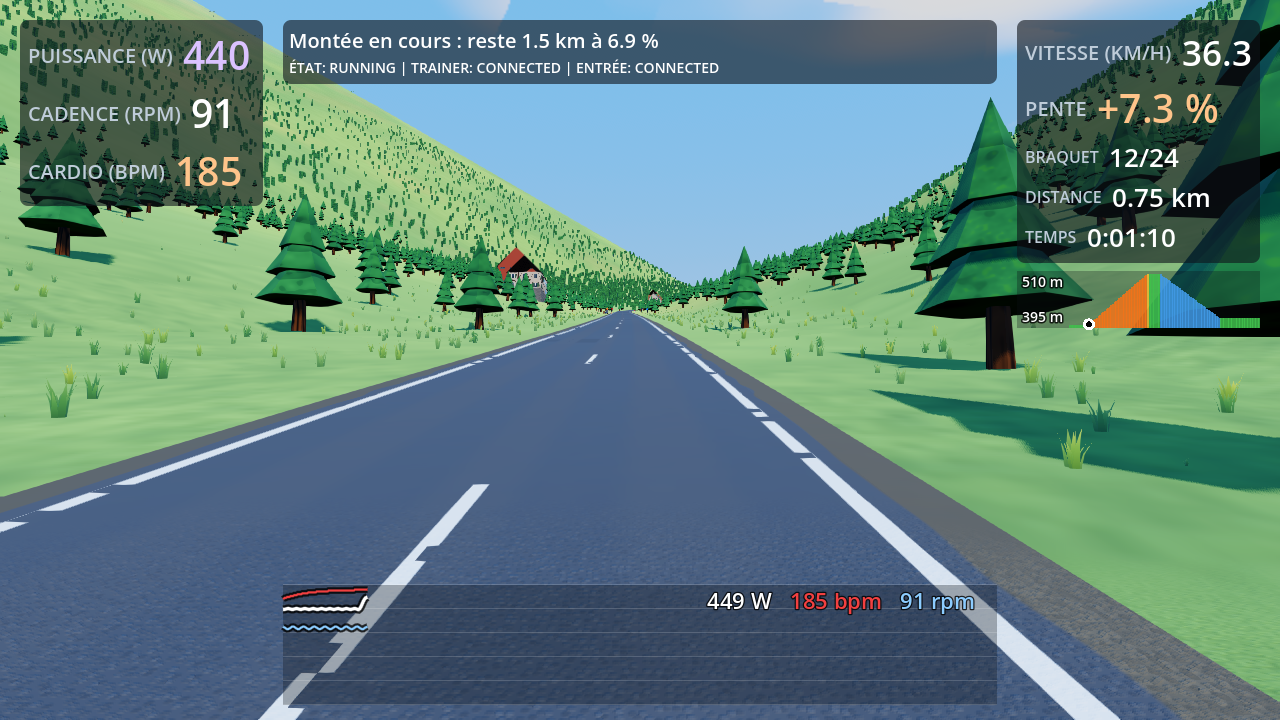 PUISSANCE (W) 440
CADENCE (RPM) 91
CARDIO (BPM) 185
Montée en cours : reste 1.5 km à 6.9 %
ÉTAT: RUNNING | TRAINER: CONNECTED | ENTRÉE: CONNECTED
VITESSE (KM/H) 36.3
PENTE +7.3 %
BRAQUET 12/24
DISTANCE 0.75 km
TEMPS 0:01:10
510 m
395 m
449 W 185 bpm 91 rpm